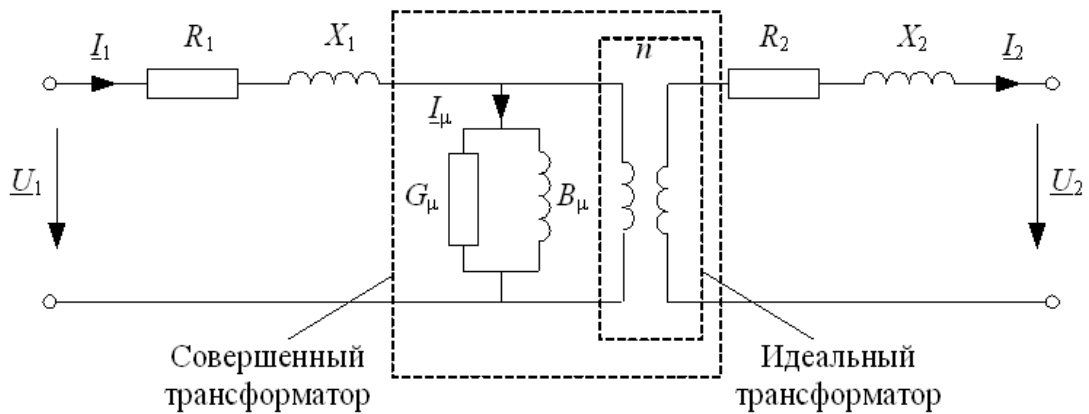 I1
R1
X1
n
R2
X2
I2
Iμ
U1
Gμ
Bμ
U2
Совершенный
трансформатор
Идеальный
трансформатор